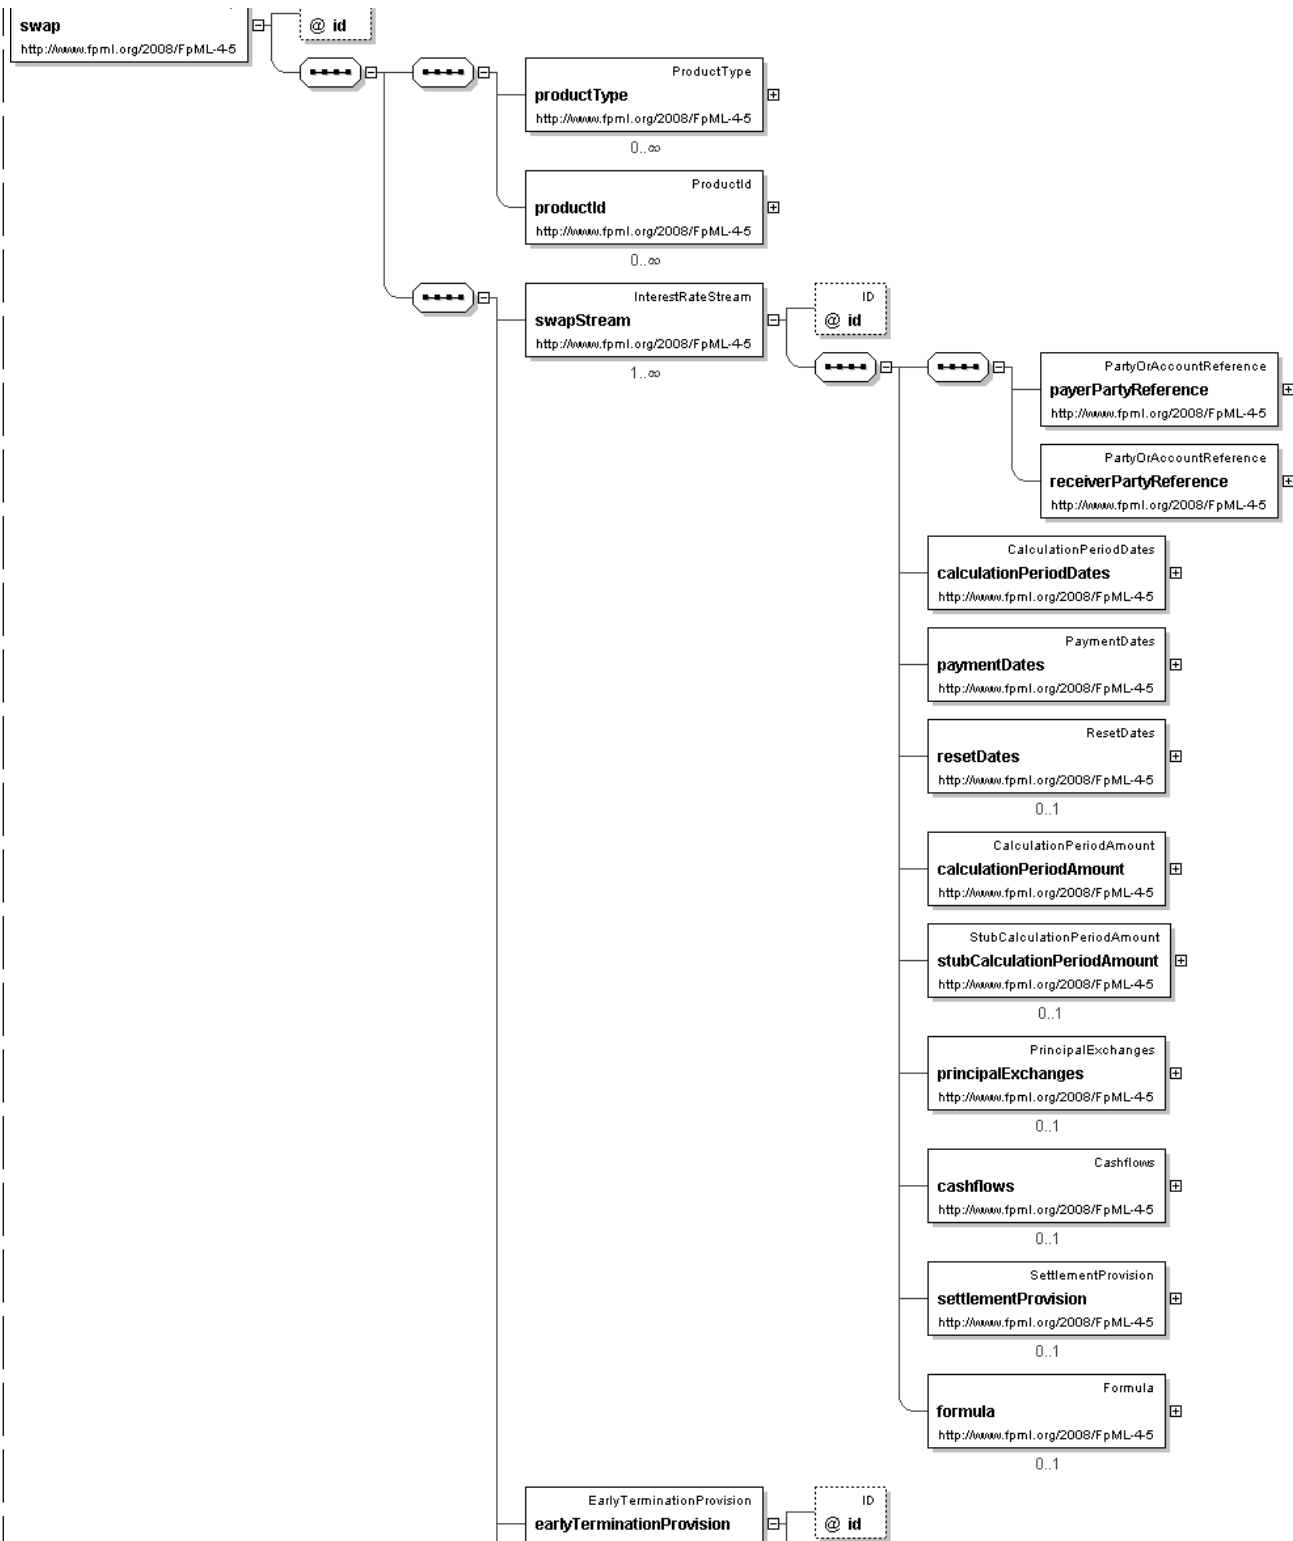 swap
http://www.fpml.org/2008/FpML-4-5
@ id
ProductType
productType
http://www.fpml.org/2008/FpML-4-5
0..∞
ProductId
productId
http://www.fpml.org/2008/FpML-4-5
0..∞
InterestRateStream
swapStream
http://www.fpml.org/2008/FpML-4-5
1..∞
ID
@ id
PartyOrAccountReference
payerPartyReference
http://www.fpml.org/2008/FpML-4-5
PartyOrAccountReference
receiverPartyReference
http://www.fpml.org/2008/FpML-4-5
CalculationPeriodDates
calculationPeriodDates
http://www.fpml.org/2008/FpML-4-5
PaymentDates
paymentDates
http://www.fpml.org/2008/FpML-4-5
ResetDates
resetDates
http://www.fpml.org/2008/FpML-4-5
0..1
CalculationPeriodAmount
calculationPeriodAmount
http://www.fpml.org/2008/FpML-4-5
StubCalculationPeriodAmount
stubCalculationPeriodAmount
http://www.fpml.org/2008/FpML-4-5
0..1
PrincipalExchanges
principalExchanges
http://www.fpml.org/2008/FpML-4-5
0..1
Cashflows
cashflows
http://www.fpml.org/2008/FpML-4-5
0..1
SettlementProvision
settlementProvision
http://www.fpml.org/2008/FpML-4-5
0..1
Formula
formula
http://www.fpml.org/2008/FpML-4-5
0..1
EarlyTerminationProvision
earlyTerminationProvision
ID
@ id